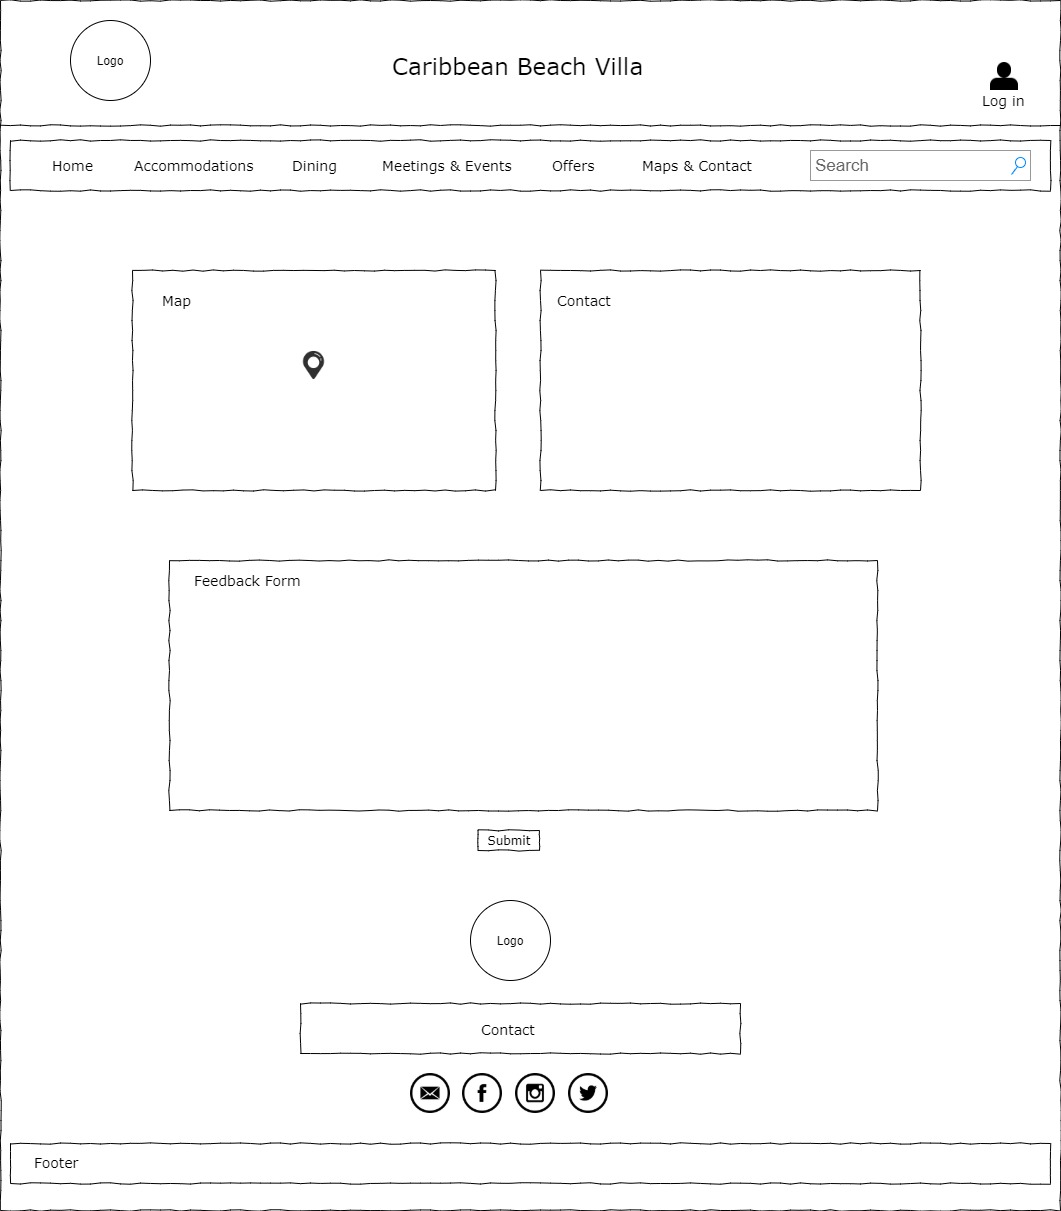 Logo
Caribbean Beach Villa
Log in
Home Accommodations Dining Meetings & Events Offers Maps & Contact Search
Map
Contact
Feedback Form
Submit
Logo
Contact
Footer